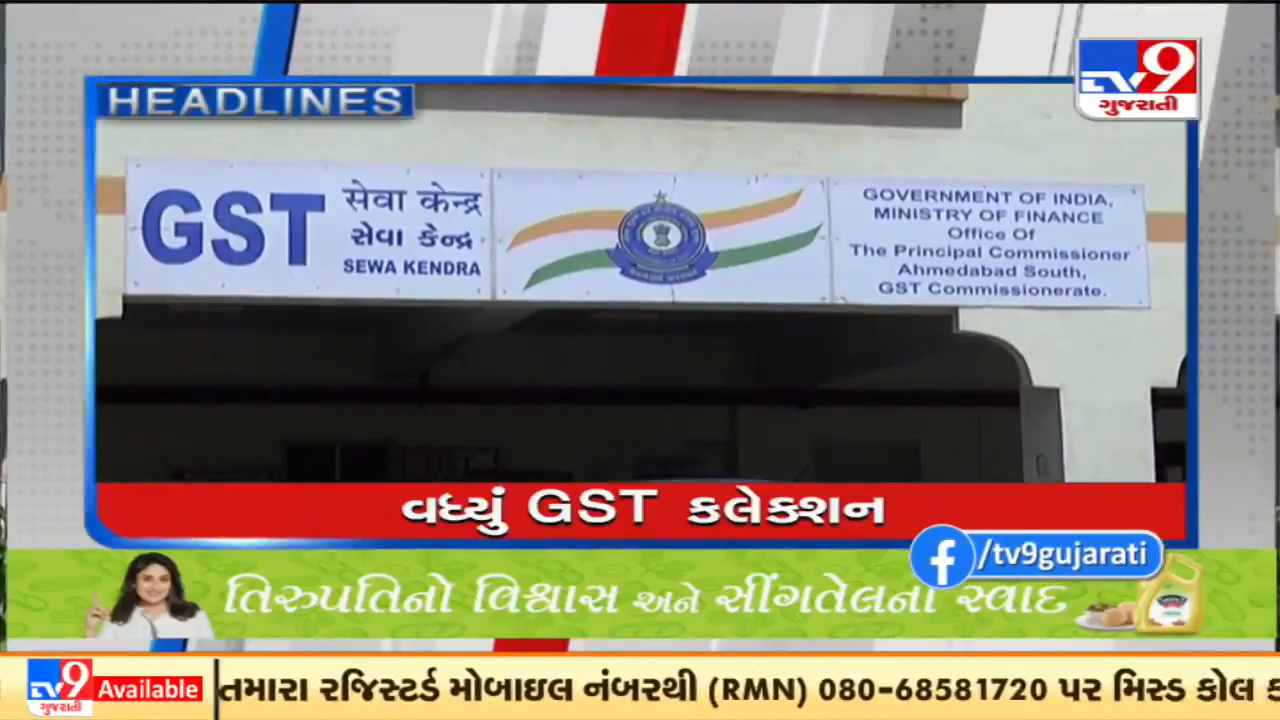 HEADLINES
TV9
ગુજરાતી
GST
सेवा केन्द्र
સેવા કેન્દ્ર
SEWA KENDRA
GOVERNMENT OF INDIA,
MINISTRY OF FINANCE
Office Of
The Principal Commissioner
Ahmedabad South,
GST Commissionerate.
વધ્યું GST કલેક્શન
/tv9gujarati
તિરુપતિનો વિશ્વાસ અને સીંગતેલનો સ્વાદ
TV9
ગુજરાતી
Available
તમારા રજિસ્ટર્ડ મોબાઇલ નંબરથી (RMN) 080-68581720 પર મિસ્ડ કોલ